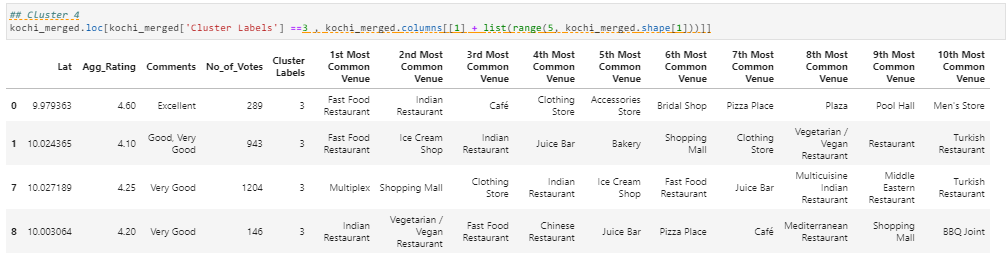 ## Cluster 4
kochi_merged.loc[kochi_merged['Cluster Labels'] ==3 , kochi_merged.columns[[1] + list(range(5, kochi_merged.shape[1]))]]
Lat Agg_Rating Comments No_of_Votes Cluster Labels 1st Most Common Venue 2nd Most Common Venue 3rd Most Common Venue 4th Most Common Venue 5th Most Common Venue 6th Most Common Venue 7th Most Common Venue 8th Most Common Venue 9th Most Common Venue 10th Most Common Venue
0 9.979363 4.60 Excellent 289 3 Fast Food Restaurant Indian Restaurant Café Clothing Store Accessories Store Bridal Shop Pizza Place Plaza Pool Hall Men's Store
1 10.024365 4.10 Good, Very Good 943 3 Fast Food Restaurant Ice Cream Shop Indian Restaurant Juice Bar Bakery Shopping Mall Clothing Store Vegetarian / Vegan Restaurant Restaurant Turkish Restaurant
7 10.027189 4.25 Very Good 1204 3 Multiplex Shopping Mall Clothing Store Indian Restaurant Ice Cream Shop Fast Food Restaurant Juice Bar Multicuisine Indian Restaurant Middle Eastern Restaurant Turkish Restaurant
8 10.003064 4.20 Very Good 146 3 Indian Restaurant Vegetarian / Vegan Restaurant Fast Food Restaurant Chinese Restaurant Juice Bar Pizza Place Café Mediterranean Restaurant Shopping Mall BBQ Joint